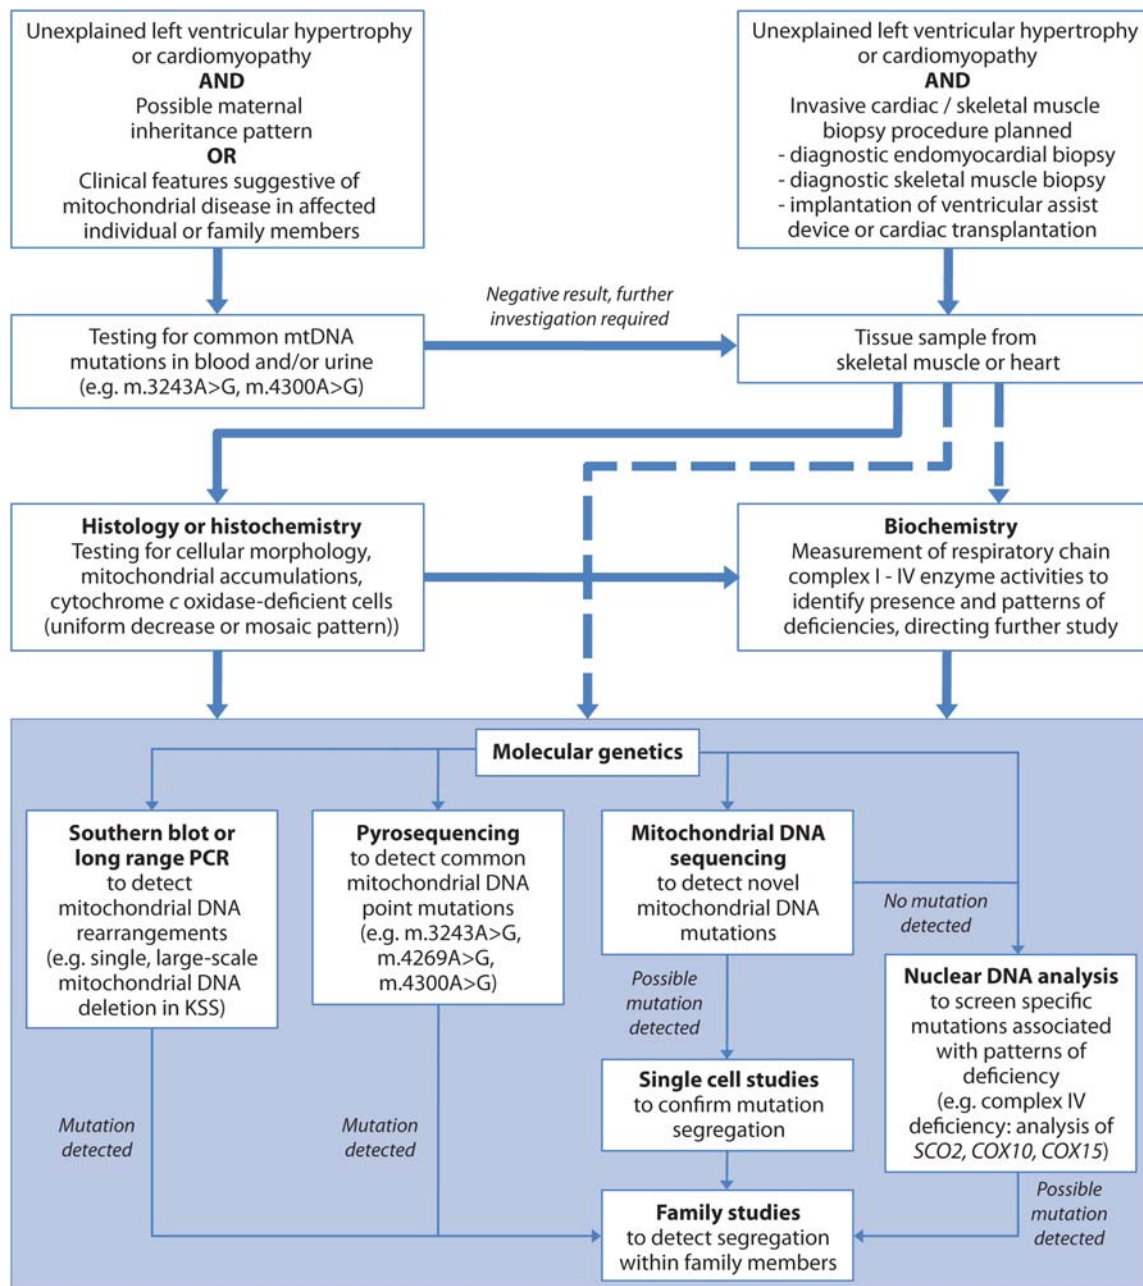 Unexplained left ventricular hypertrophy
or cardiomyopathy
AND
Possible maternal
inheritance pattern
OR
Clinical features suggestive of
mitochondrial disease in affected
individual or family members
Unexplained left ventricular hypertrophy
or cardiomyopathy
AND
Invasive cardiac / skeletal muscle
biopsy procedure planned
- diagnostic endomyocardial biopsy
- diagnostic skeletal muscle biopsy
- implantation of ventricular assist
device or cardiac transplantation
Testing for common mtDNA
mutations in blood and/or urine
(e.g. m.3243A>G, m.4300A>G)
Negative result, further
investigation required
Tissue sample from
skeletal muscle or heart
Histology or histochemistry
Testing for cellular morphology,
mitochondrial accumulations,
cytochrome c oxidase-deficient cells
(uniform decrease or mosaic pattern))
Biochemistry
Measurement of respiratory chain
complex I - IV enzyme activities to
identify presence and patterns of
deficiencies, directing further study
Molecular genetics
Southern blot or
long range PCR
to detect
mitochondrial DNA
rearrangements
(e.g. single, large-scale
mitochondrial DNA
deletion in KSS)
Pyrosequencing
to detect common
mitochondrial DNA
point mutations
(e.g. m.3243A>G,
m.4269A>G,
m.4300A>G)
Mitochondrial DNA
sequencing
to detect novel
mitochondrial DNA
mutations
No mutation
detected
Nuclear DNA analysis
to screen specific
mutations associated
with patterns of
deficiency
(e.g. complex IV
deficiency: analysis of
SCO2, COX10, COX15)
Possible
mutation
detected
Single cell studies
to confirm mutation
segregation
Mutation
detected
Mutation
detected
Possible
mutation
detected
Family studies
to detect segregation
within family members